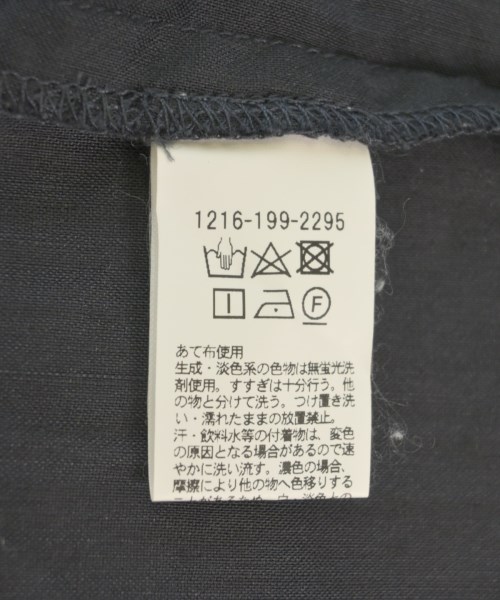 1216-199-2295
F
あて布使用
生成・淡色系の色物は無蛍光洗
剤使用。すすぎは十分行う。他
の物と分けて洗う。つけ置き洗
い・濡れたままの放置禁止。
汗・飲料水等の付着物は、変色
の原因となる場合があるので速
やかに洗い流す。濃色の場合、
摩擦により他の物へ色移りする